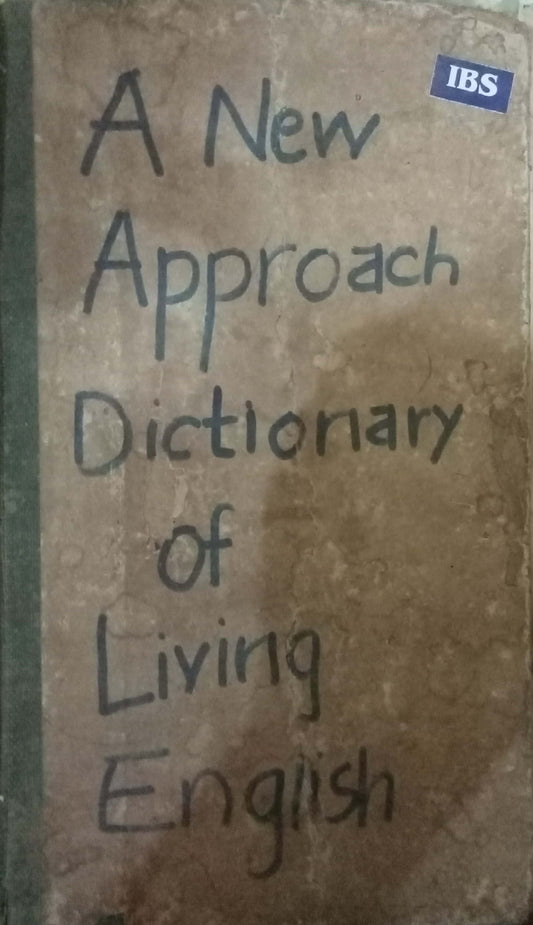 IBS
A New
Approach
Dictionary
of
Living
English